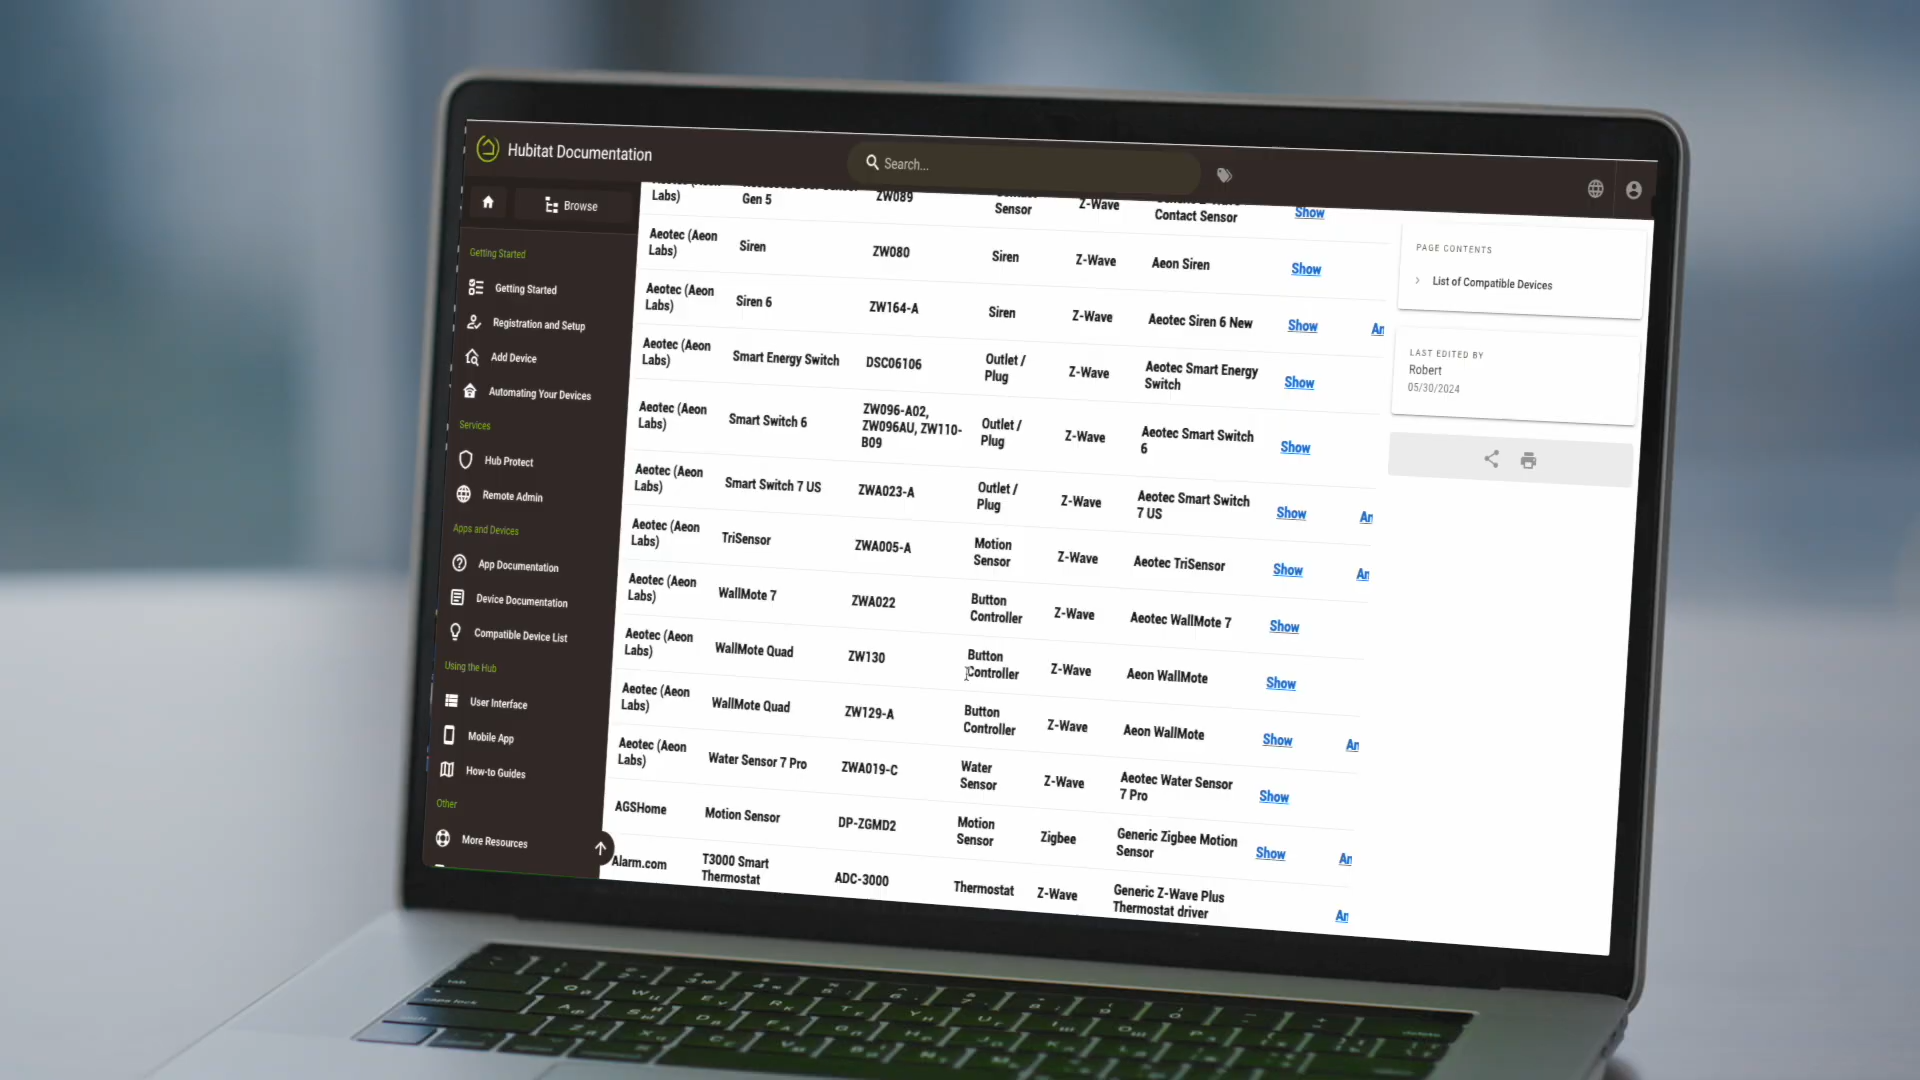 Hubitat Documentation
Search...
Browse
Getting Started
Getting Started
Registration and Setup
Add Device
Automating Your Devices
Services
Hub Protect
Remote Admin
Apps and Devices
App Documentation
Device Documentation
Compatible Device List
Using the Hub
User Interface
Mobile App
How-to Guides
Other
More Resources
Labs) Gen 5 ZW089 Sensor Z-Wave Contact Sensor Show
Aeotec (Aeon
Labs) Siren ZW080 Siren Z-Wave Aeon Siren Show
Aeotec (Aeon
Labs) Siren 6 ZW164-A Siren Z-Wave Aeotec Siren 6 New Show
Aeotec (Aeon
Labs) Smart Energy Switch DSC06106 Outlet /
Plug Z-Wave Aeotec Smart Energy
Switch Show
Aeotec (Aeon
Labs) Smart Switch 6 ZW096-A02,
ZW096AU, ZW110-
B09 Outlet /
Plug Z-Wave Aeotec Smart Switch
6 Show
Aeotec (Aeon
Labs) Smart Switch 7 US ZWA023-A Outlet /
Plug Z-Wave Aeotec Smart Switch
7 US Show
Aeotec (Aeon
Labs) TriSensor ZWA005-A Motion
Sensor Z-Wave Aeotec TriSensor Show
Aeotec (Aeon
Labs) WallMote 7 ZWA022 Button
Controller Z-Wave Aeotec WallMote 7 Show
Aeotec (Aeon
Labs) WallMote Quad ZW130 Button
Controller Z-Wave Aeon WallMote Show
Aeotec (Aeon
Labs) WallMote Quad ZW129-A Button
Controller Z-Wave Aeon WallMote Show
Aeotec (Aeon
Labs) Water Sensor 7 Pro ZWA019-C Water
Sensor Z-Wave Aeotec Water Sensor
7 Pro Show
AGSHome Motion Sensor DP-ZGMD2 Motion
Sensor Zigbee Generic Zigbee Motion
Sensor Show
Alarm.com T3000 Smart
Thermostat ADC-3000 Thermostat Z-Wave Generic Z-Wave Plus
Thermostat driver
PAGE CONTENTS
List of Compatible Devices
LAST EDITED BY
Robert
05/30/2024